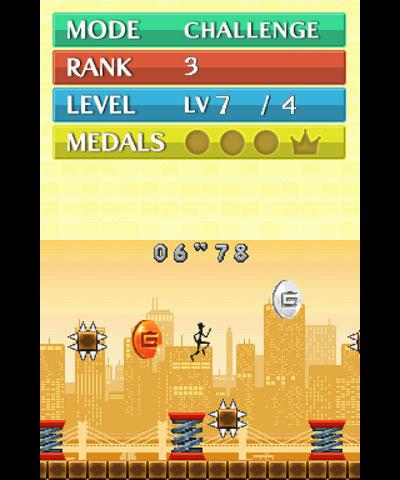 MODE CHALLENGE
RANK 3
LEVEL LV 7 / 4
MEDALS
06"78
G G